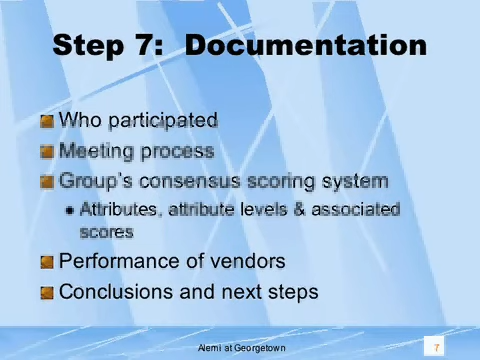 Step 7:  Documentation
Who participated
Meeting process
Group's consensus scoring system
Attributes, attribute levels & associated
scores
Performance of vendors
Conclusions and next steps
Alemi at Georgetown
7